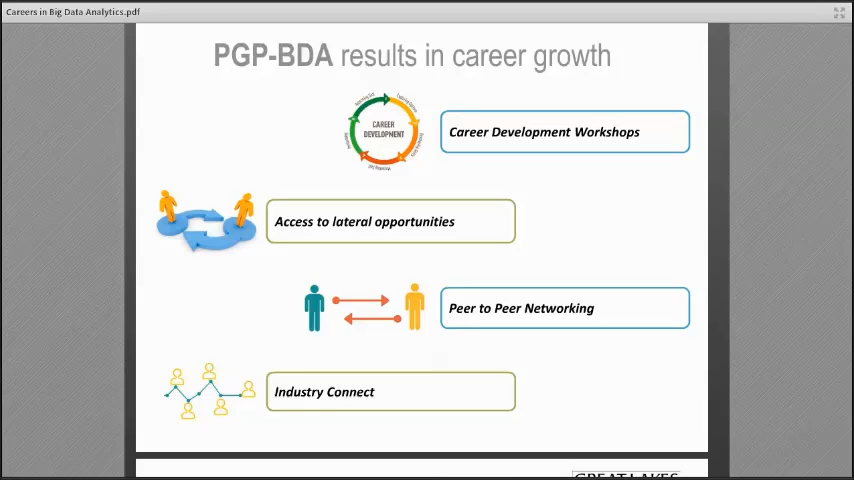 Careers in Big Data Analytics.pdf
PGP-BDA results in career growth
CAREER
DEVELOPMENT
Career Development Workshops
Access to lateral opportunities
Peer to Peer Networking
Industry Connect
GREAT LAKES